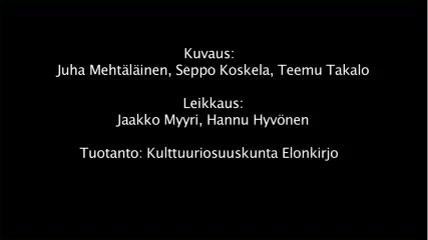 Kuvaus:
Juha Mehtäläinen, Seppo Koskela, Teemu Takalo
Leikkaus:
Jaakko Myyri, Hannu Hyvönen
Tuotanto: Kulttuuriosuuskunta Elonkirjo